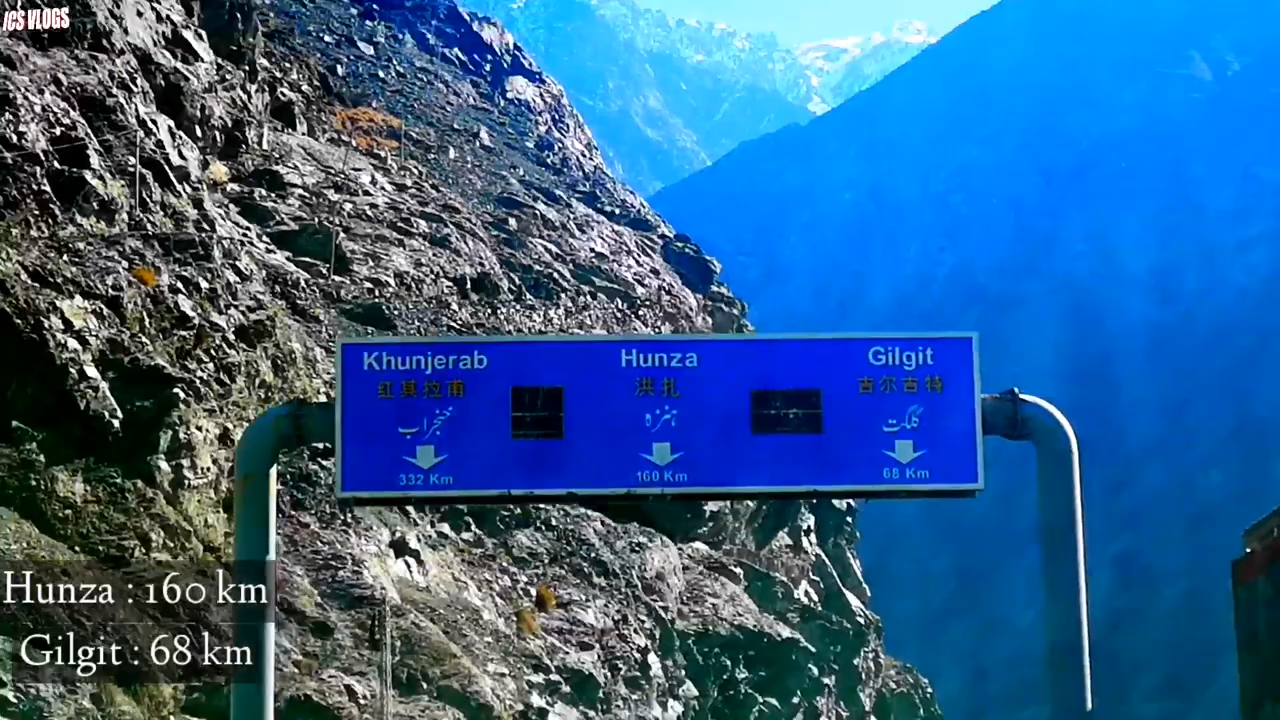 ICS VLOGS
Khunjerab
红其拉甫
خنجراب
332 Km
Hunza
洪扎
ہنزہ
160 Km
Gilgit
吉尔吉特
گلگت
68 Km
Hunza : 160 km
Gilgit : 68 km